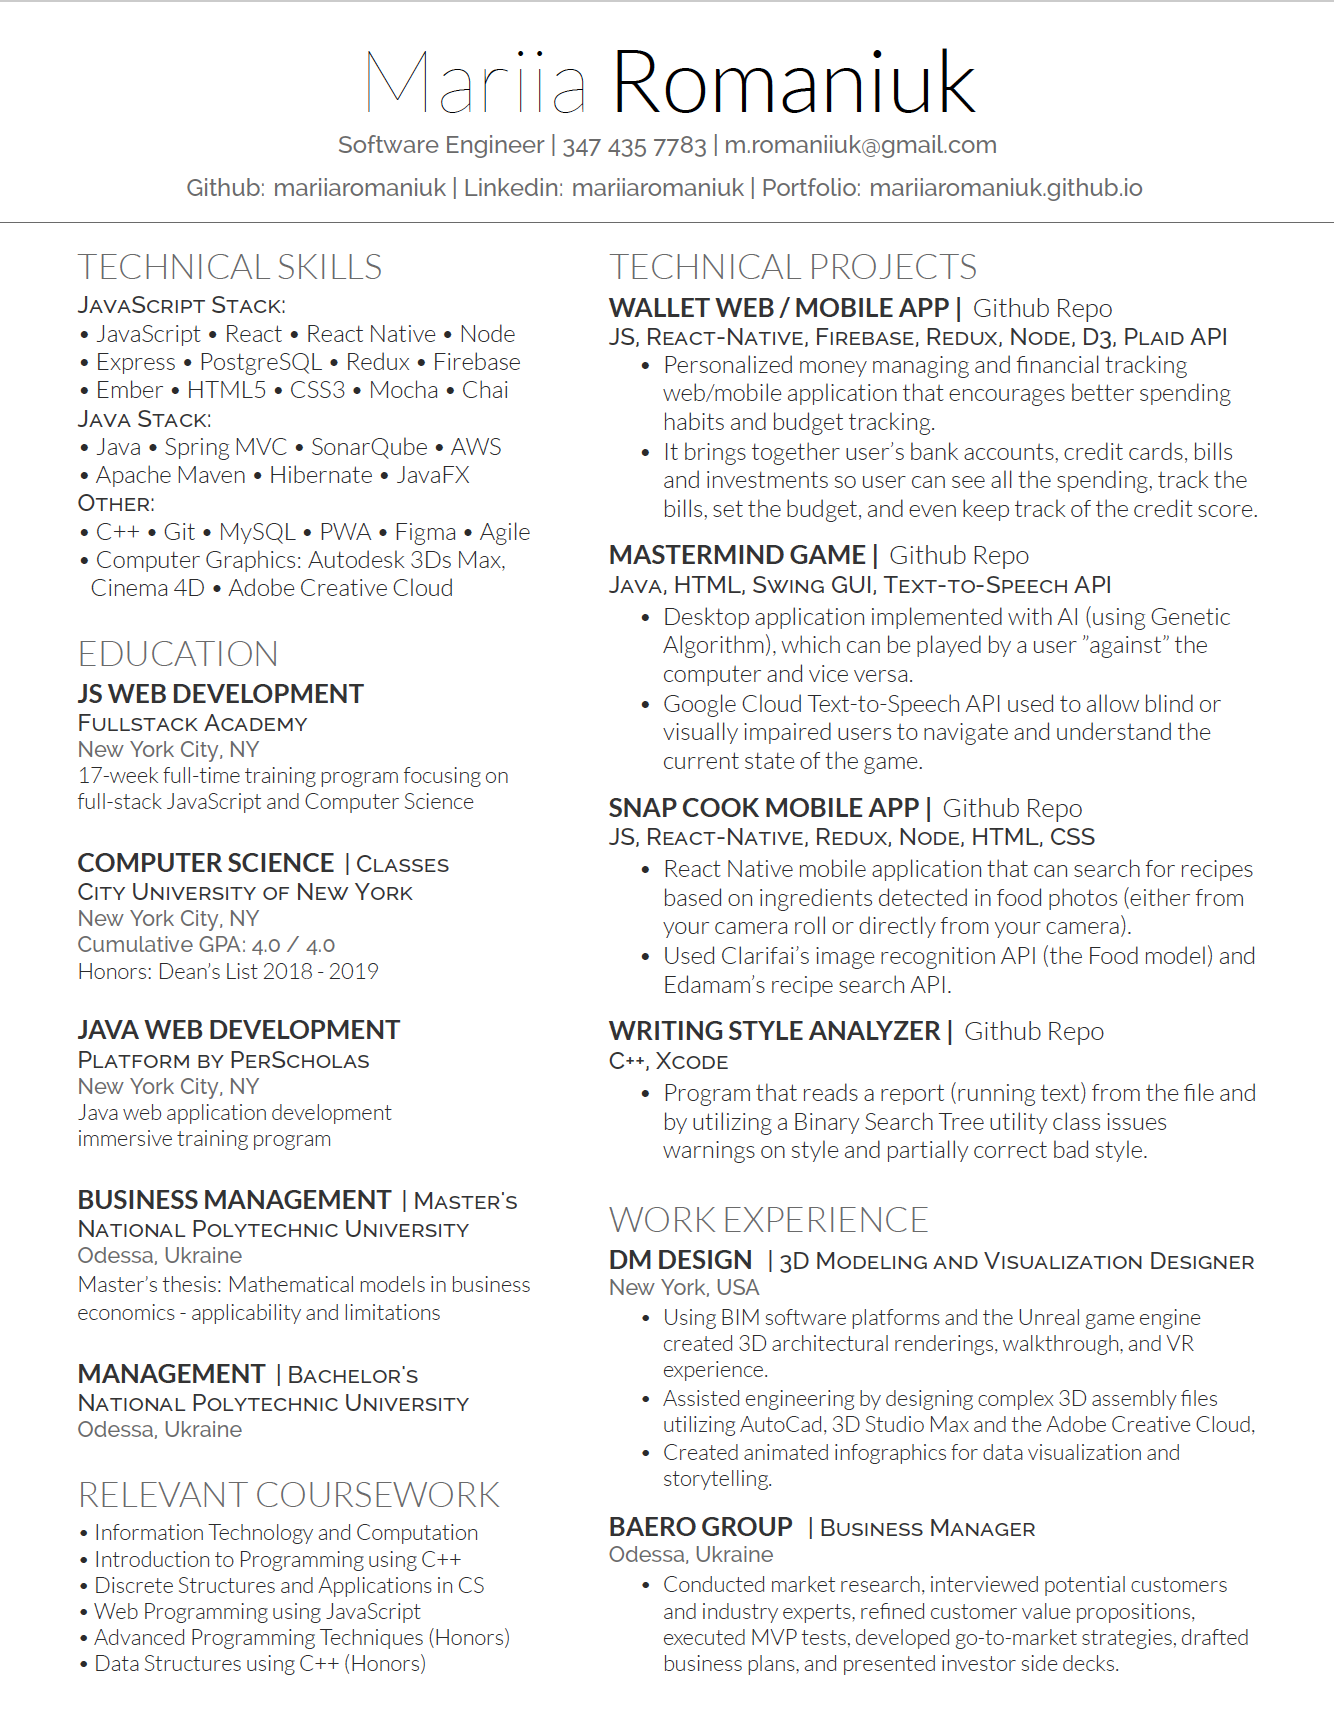 Mariia Romaniuk
Software Engineer | 347 435 7783 | m.romaniiuk@gmail.com
Github: mariiaromaniuk | Linkedin: mariiaromaniuk | Portfolio: mariiaromaniuk.github.io
TECHNICAL SKILLS
JavaScript Stack:
• JavaScript • React • React Native • Node
• Express • PostgreSQL • Redux • Firebase
• Ember • HTML5 • CSS3 • Mocha • Chai
Java Stack:
• Java • Spring MVC • SonarQube • AWS
• Apache Maven • Hibernate • JavaFX
Other:
• C++ • Git • MySQL • PWA • Figma • Agile
• Computer Graphics: Autodesk 3Ds Max,
Cinema 4D • Adobe Creative Cloud
EDUCATION
JS WEB DEVELOPMENT
Fullstack Academy
New York City, NY
17-week full-time training program focusing on
full-stack JavaScript and Computer Science
COMPUTER SCIENCE | Classes
City University of New York
New York City, NY
Cumulative GPA: 4.0 / 4.0
Honors: Dean's List 2018 - 2019
JAVA WEB DEVELOPMENT
Platform by PerScholas
New York City, NY
Java web application development
immersive training program
BUSINESS MANAGEMENT | Master's
National Polytechnic University
Odessa, Ukraine
Master's thesis: Mathematical models in business
economics - applicability and limitations
MANAGEMENT | Bachelor's
National Polytechnic University
Odessa, Ukraine
RELEVANT COURSEWORK
• Information Technology and Computation
• Introduction to Programming using C++
• Discrete Structures and Applications in CS
• Web Programming using JavaScript
• Advanced Programming Techniques (Honors)
• Data Structures using C++ (Honors)
TECHNICAL PROJECTS
WALLET WEB / MOBILE APP | Github Repo
JS, React-Native, Firebase, Redux, Node, D3, Plaid API
• Personalized money managing and financial tracking
web/mobile application that encourages better spending
habits and budget tracking.
• It brings together user's bank accounts, credit cards, bills
and investments so user can see all the spending, track the
bills, set the budget, and even keep track of the credit score.
MASTERMIND GAME | Github Repo
Java, HTML, Swing GUI, Text-to-Speech API
• Desktop application implemented with AI (using Genetic
Algorithm), which can be played by a user ”against” the
computer and vice versa.
• Google Cloud Text-to-Speech API used to allow blind or
visually impaired users to navigate and understand the
current state of the game.
SNAP COOK MOBILE APP | Github Repo
JS, React-Native, Redux, Node, HTML, CSS
• React Native mobile application that can search for recipes
based on ingredients detected in food photos (either from
your camera roll or directly from your camera).
• Used Clarifai's image recognition API (the Food model) and
Edamam's recipe search API.
WRITING STYLE ANALYZER | Github Repo
C++, Xcode
• Program that reads a report (running text) from the file and
by utilizing a Binary Search Tree utility class issues
warnings on style and partially correct bad style.
WORK EXPERIENCE
DM DESIGN | 3D Modeling and Visualization Designer
New York, USA
• Using BIM software platforms and the Unreal game engine
created 3D architectural renderings, walkthrough, and VR
experience.
• Assisted engineering by designing complex 3D assembly files
utilizing AutoCad, 3D Studio Max and the Adobe Creative Cloud,
• Created animated infographics for data visualization and
storytelling.
BAERO GROUP | Business Manager
Odessa, Ukraine
• Conducted market research, interviewed potential customers
and industry experts, refined customer value propositions,
executed MVP tests, developed go-to-market strategies, drafted
business plans, and presented investor side decks.